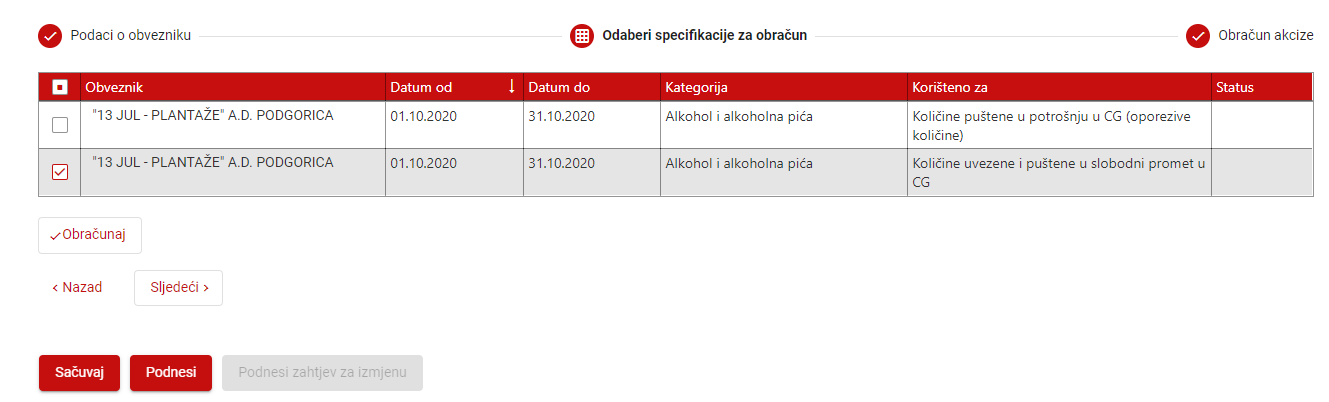 Podaci o obvezniku
Odaberi specifikacije za obračun
Obračun akcize
Obveznik Datum od Datum do Kategorija Korišteno za Status
"13 JUL - PLANTAŽE" A.D. PODGORICA 01.10.2020 31.10.2020 Alkohol i alkoholna pića Količine puštene u potrošnju u CG (oporezive
količine)
"13 JUL - PLANTAŽE" A.D. PODGORICA 01.10.2020 31.10.2020 Alkohol i alkoholna pića Količine uvezene i puštene u slobodni promet u
CG
Obračunaj
Nazad
Sljedeći
Sačuvaj
Podnesi
Podnesi zahtjev za izmjenu